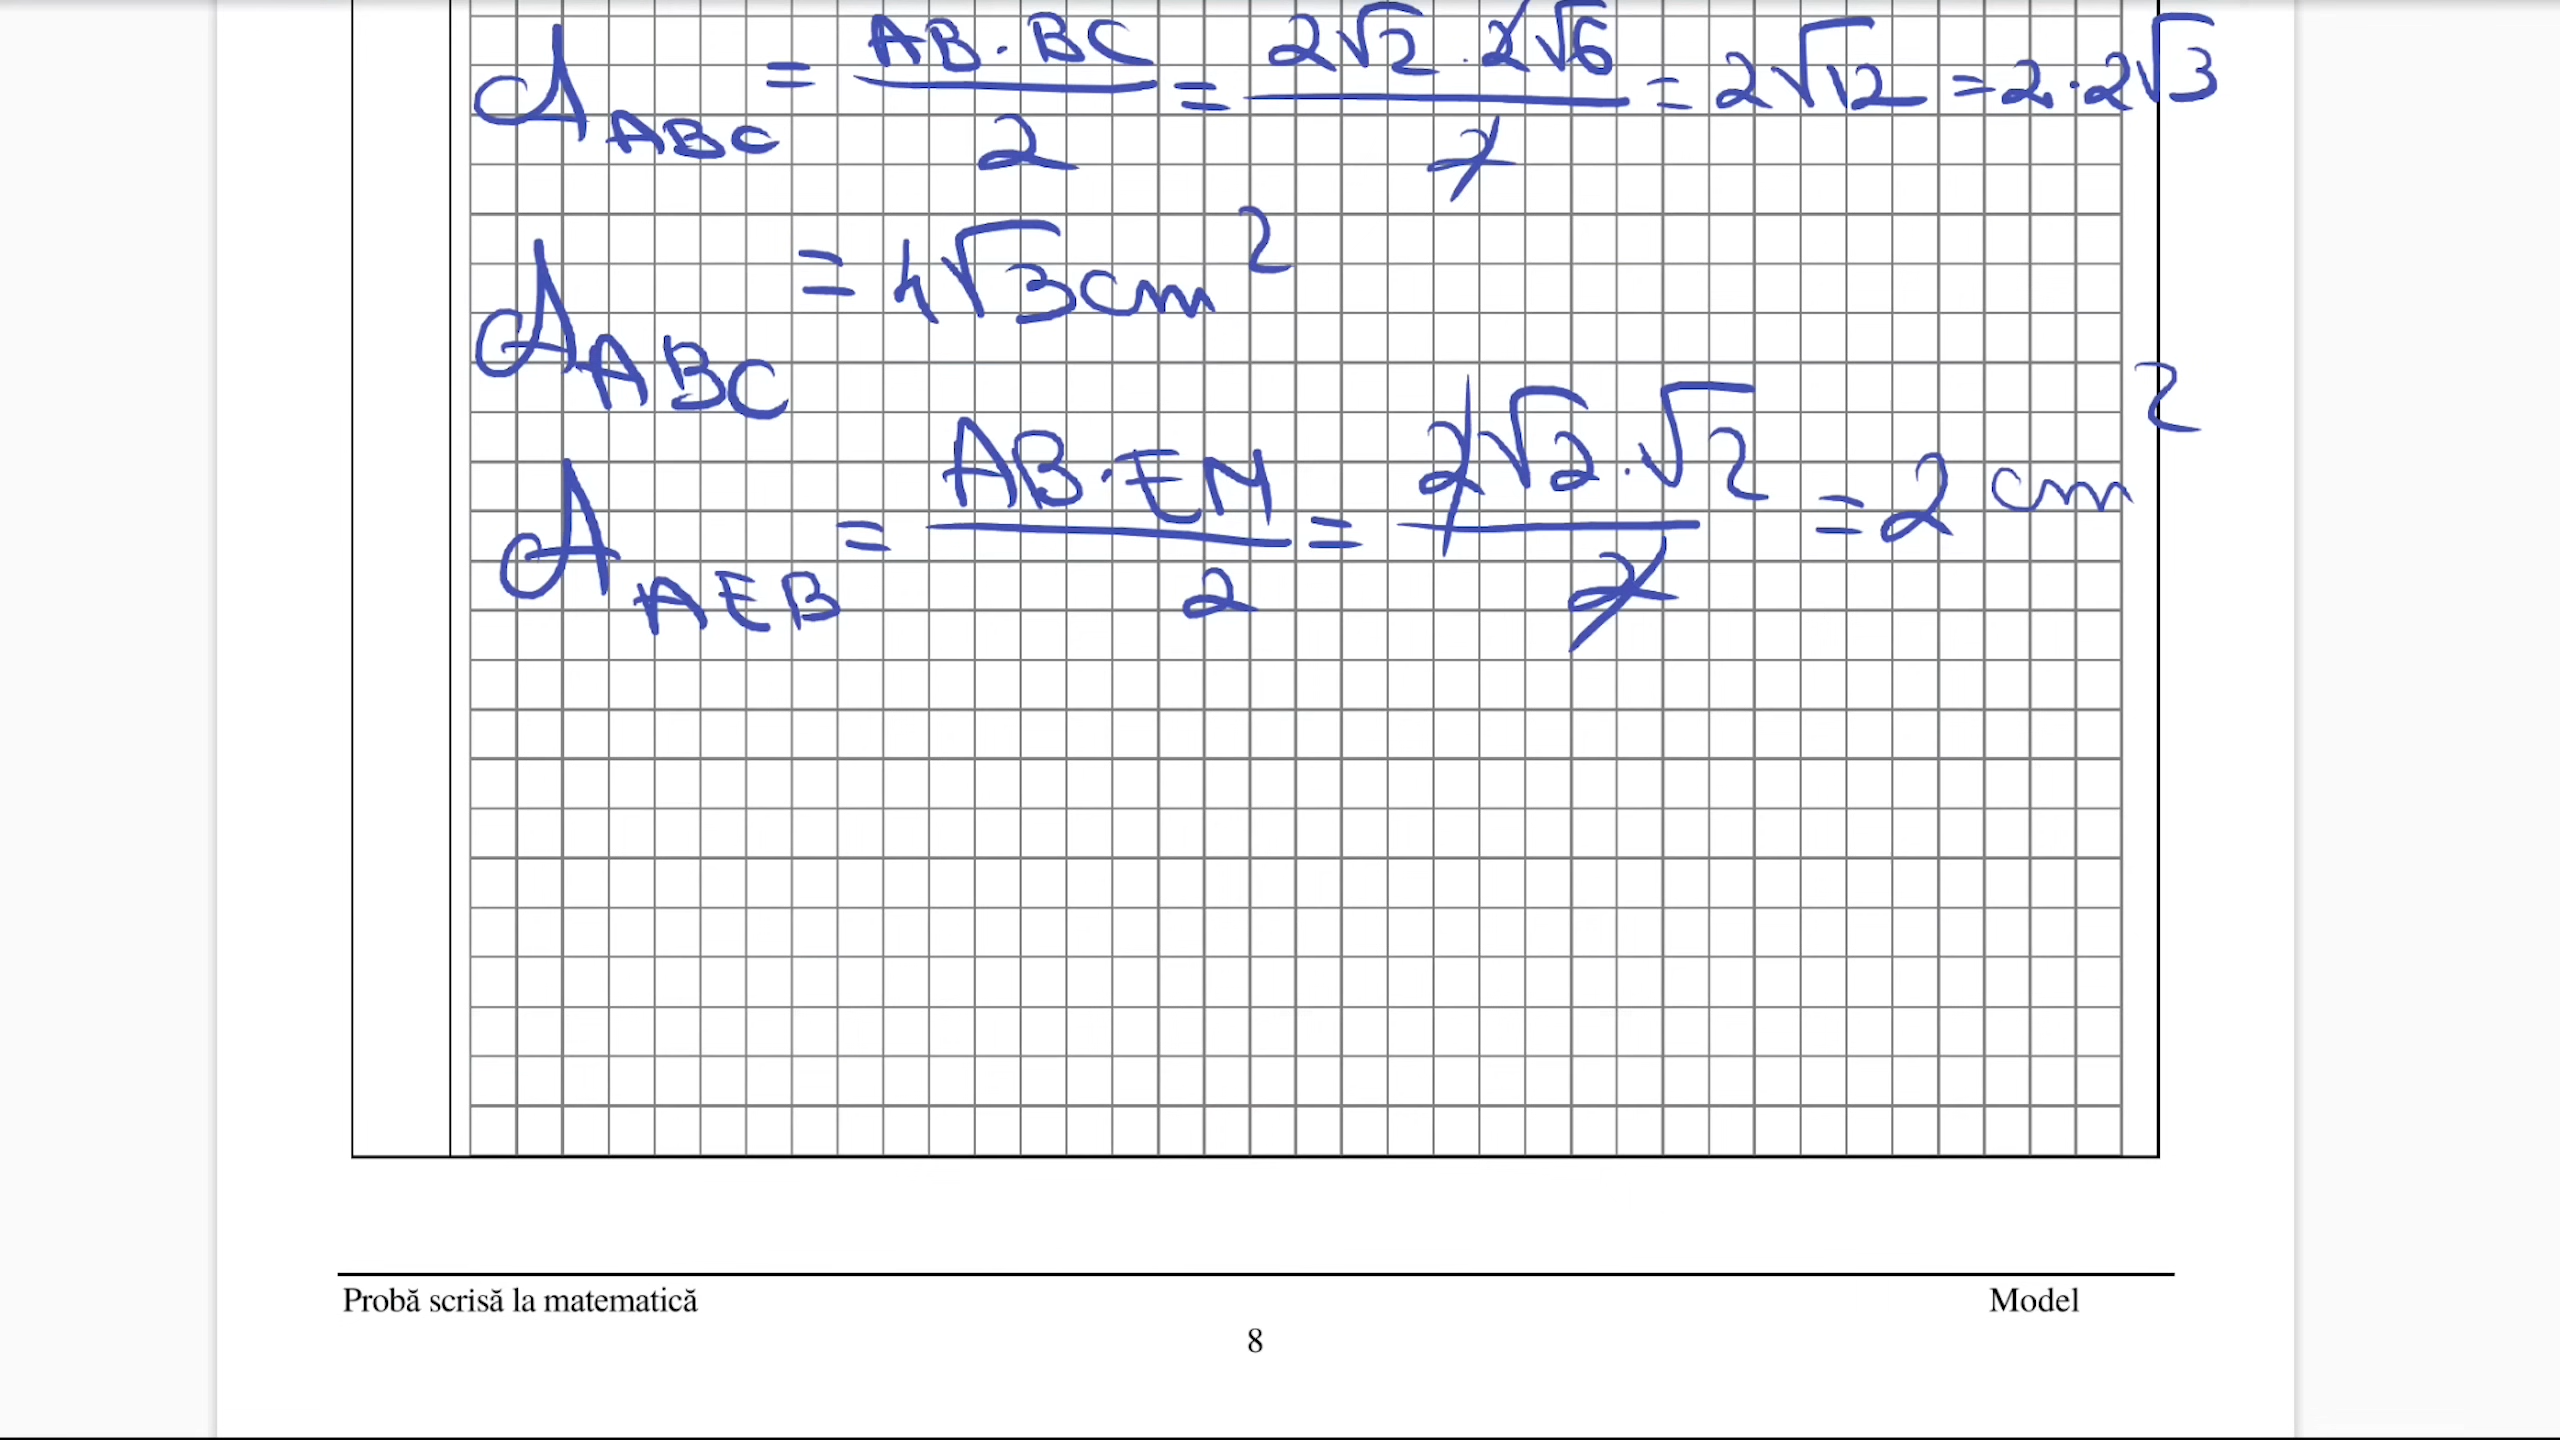 A_ABC = AB·BC / 2 = 2√2 · 2√6 / 2 = 2√12 = 2·2√3
A_ABC = 4√3 cm²
A_AEB = AB·EM / 2 = 2√2 · √2 / 2 = 2 cm²
Probă scrisă la matematică Model
8